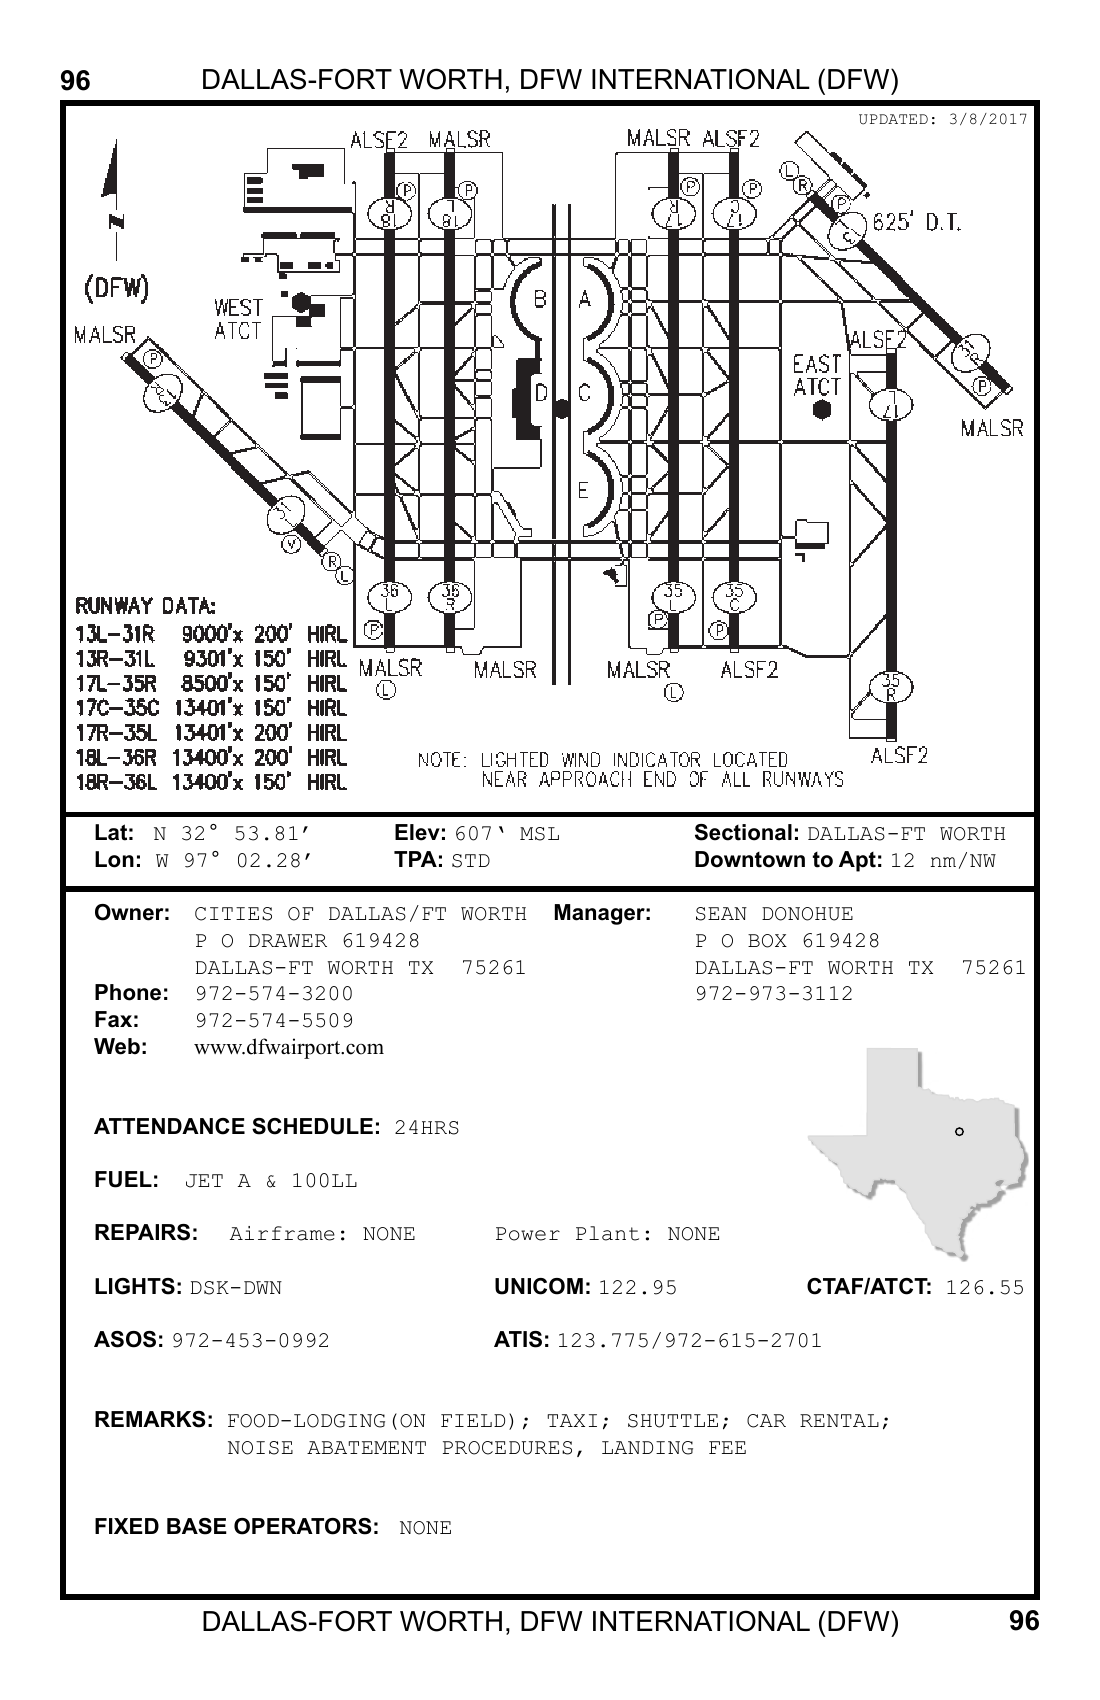 96 DALLAS-FORT WORTH, DFW INTERNATIONAL (DFW)
UPDATED: 3/8/2017
ALSF2 MALSR MALSR ALSF2
L
R
P P P P P
18 R 18 L 17 R 17 C
625' D.T.
N
(DFW)
WEST
ATCT
B A
MALSR
P
ALSF2
EAST
ATCT
D C
17 L
P
MALSR
E
V
R
L
36 L 36 R 35 L 35 C
P P P
MALSR MALSR MALSR ALSF2
L L
35 R
ALSF2
RUNWAY DATA:
13L-31R 9000'x 200' HIRL
13R-31L 9301'x 150' HIRL
17L-35R 8500'x 150' HIRL
17C-35C 13401'x 150' HIRL
17R-35L 13401'x 200' HIRL
18L-36R 13400'x 200' HIRL
18R-36L 13400'x 150' HIRL
NOTE: LIGHTED WIND INDICATOR LOCATED
NEAR APPROACH END OF ALL RUNWAYS
Lat: N 32° 53.81′ Elev: 607‘ MSL Sectional: DALLAS-FT WORTH
Lon: W 97° 02.28′ TPA: STD Downtown to Apt: 12 nm/NW
Owner: CITIES OF DALLAS/FT WORTH Manager: SEAN DONOHUE
P O DRAWER 619428 P O BOX 619428
DALLAS-FT WORTH TX 75261 DALLAS-FT WORTH TX 75261
Phone: 972-574-3200 972-973-3112
Fax: 972-574-5509
Web: www.dfwairport.com
ATTENDANCE SCHEDULE: 24HRS
FUEL: JET A & 100LL
REPAIRS: Airframe: NONE Power Plant: NONE
LIGHTS: DSK-DWN UNICOM: 122.95 CTAF/ATCT: 126.55
ASOS: 972-453-0992 ATIS: 123.775/972-615-2701
REMARKS: FOOD-LODGING(ON FIELD); TAXI; SHUTTLE; CAR RENTAL;
NOISE ABATEMENT PROCEDURES, LANDING FEE
FIXED BASE OPERATORS: NONE
DALLAS-FORT WORTH, DFW INTERNATIONAL (DFW) 96